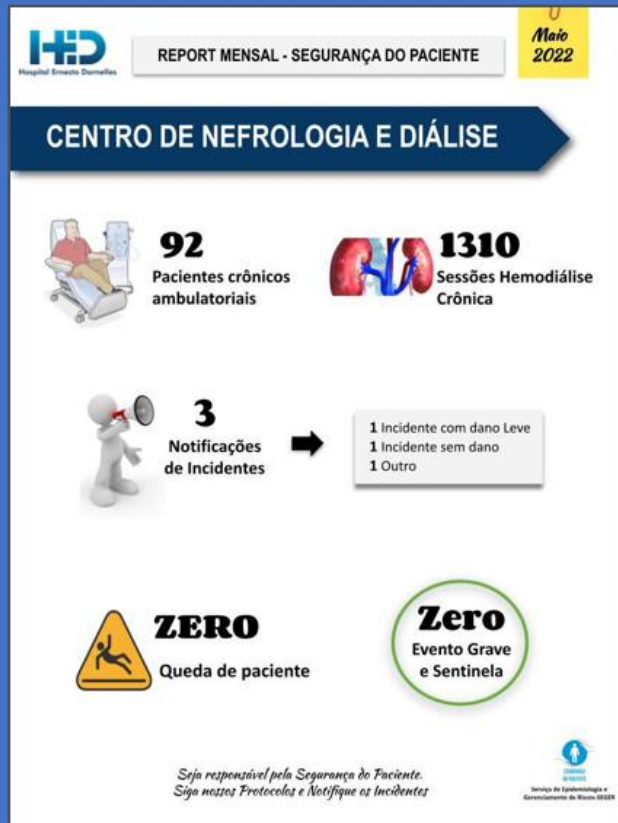 HED
Hospital Ernesto Dornelles
REPORT MENSAL - SEGURANÇA DO PACIENTE
Maio
2022
CENTRO DE NEFROLOGIA E DIÁLISE
92
Pacientes crônicos
ambulatoriais
1310
Sessões Hemodiálise
Crônica
3
Notificações
de Incidentes
1 Incidente com dano Leve
1 Incidente sem dano
1 Outro
ZERO
Queda de paciente
Zero
Evento Grave
e Sentinela
Seja responsável pela Segurança do Paciente.
Siga nossos Protocolos e Notifique os Incidentes
SEGURANÇA
DO PACIENTE
Serviço de Epidemiologia e
Gerenciamento de Riscos-SEGER